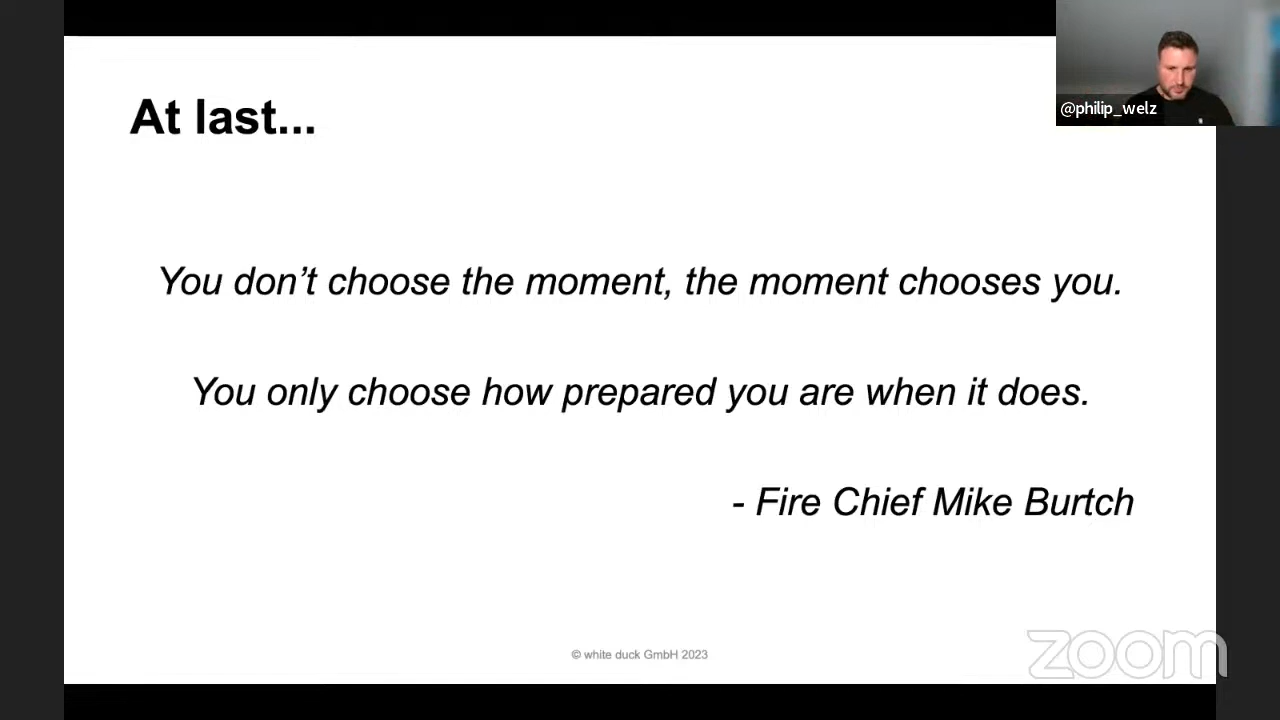 @philip_welz
At last...
You don’t choose the moment, the moment chooses you.
You only choose how prepared you are when it does.
- Fire Chief Mike Burtch
© white duck GmbH 2023
zoom